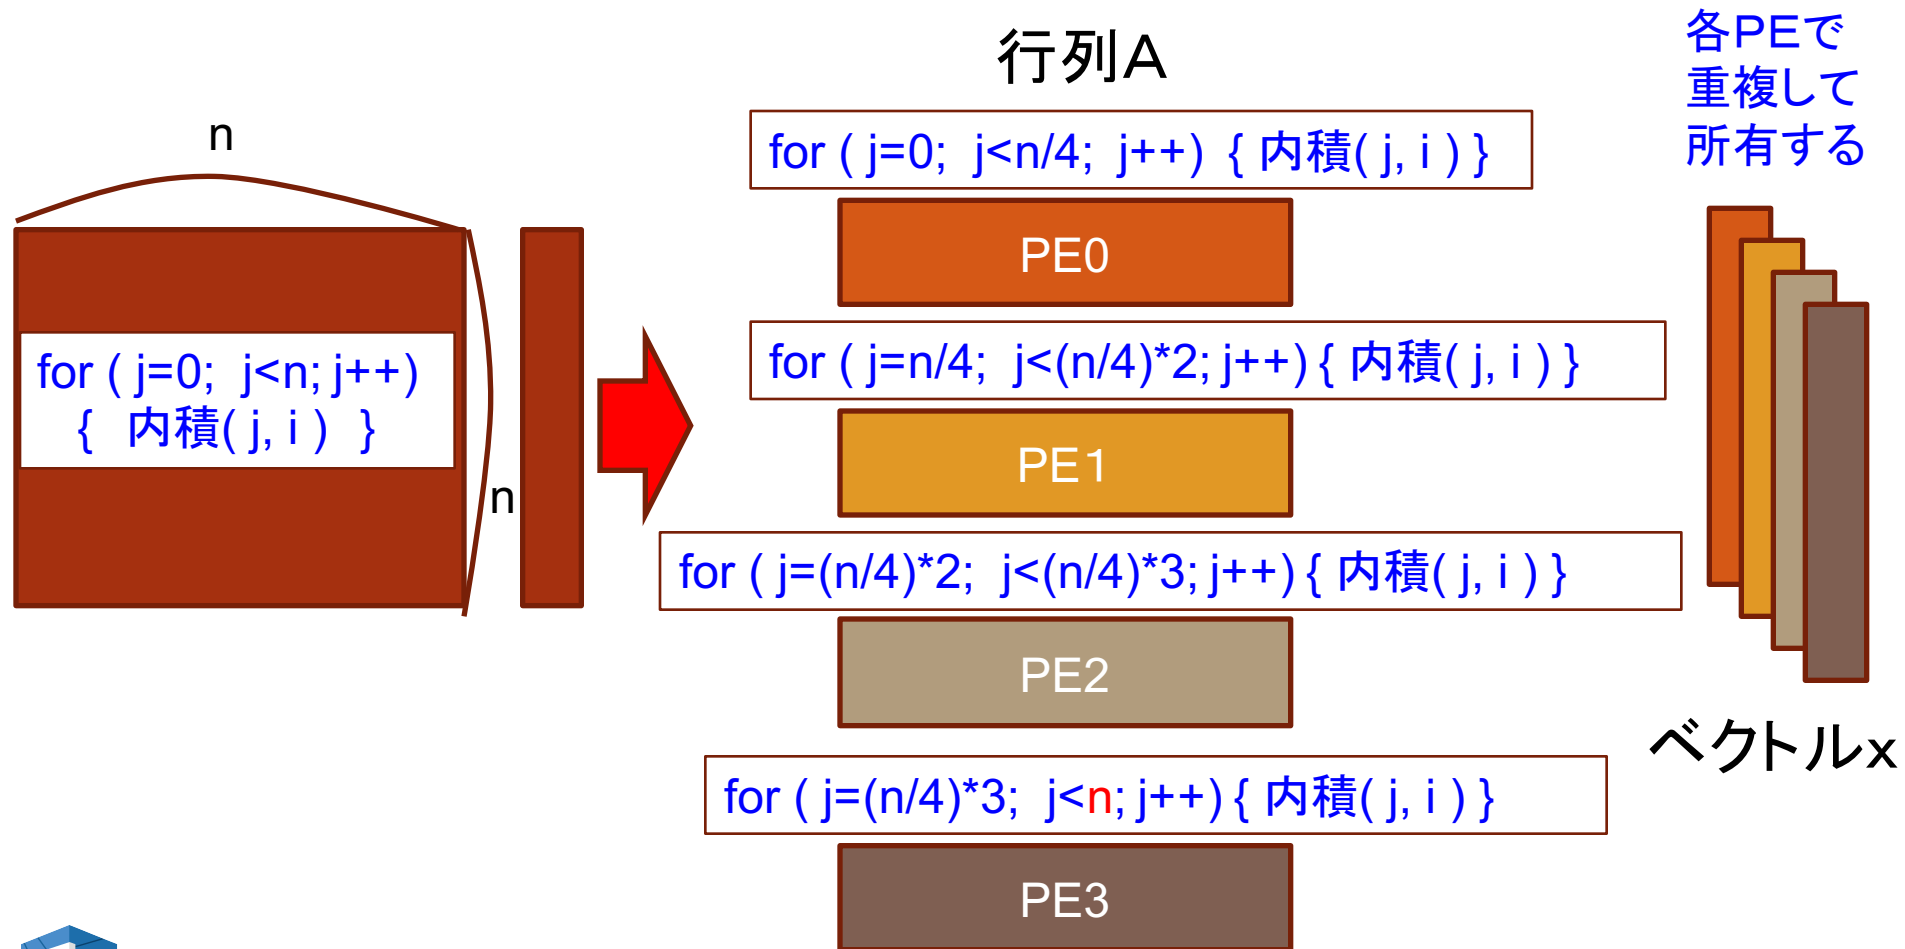 行列A
各PEで
重複して
所有する
n
for ( j=0; j<n; j++)
{ 内積( j, i ) }
n
for ( j=0; j<n/4; j++) { 内積( j, i ) }
PE0
for ( j=n/4; j<(n/4)*2; j++) { 内積( j, i ) }
PE1
for ( j=(n/4)*2; j<(n/4)*3; j++) { 内積( j, i ) }
PE2
for ( j=(n/4)*3; j<n; j++) { 内積( j, i ) }
PE3
ベクトルx